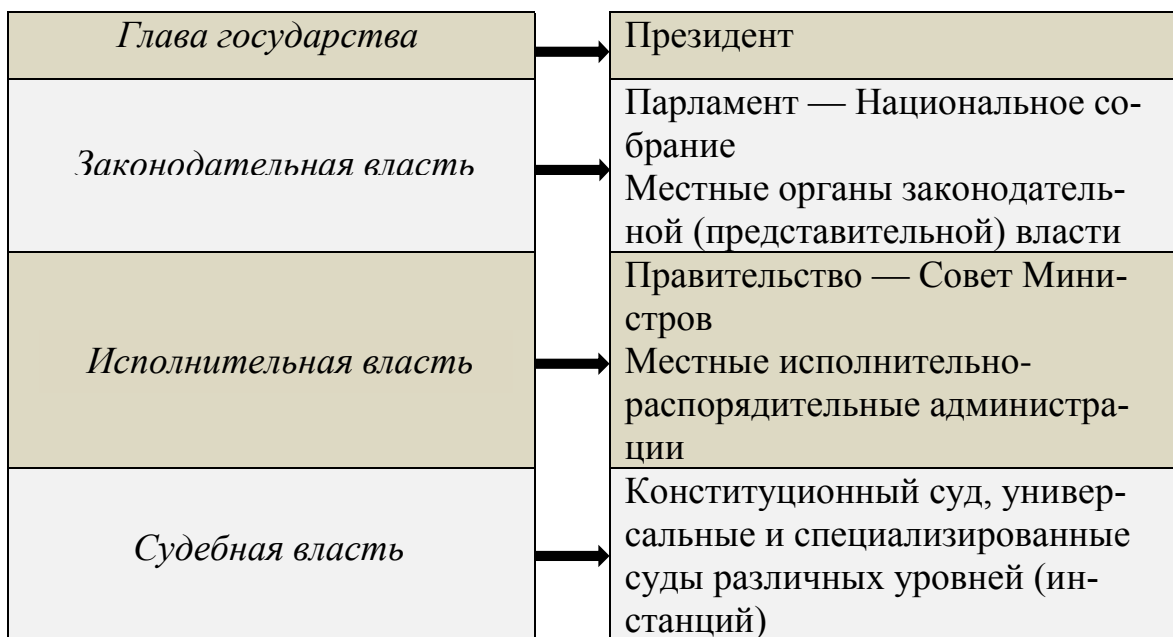 Глава государства
Президент
Законодательная власть
Парламент — Национальное со-
брание
Местные органы законодатель-
ной (представительной) власти
Исполнительная власть
Правительство — Совет Мини-
стров
Местные исполнительно-
распорядительные администра-
ции
Судебная власть
Конституционный суд, универ-
сальные и специализированные
суды различных уровней (ин-
станций)